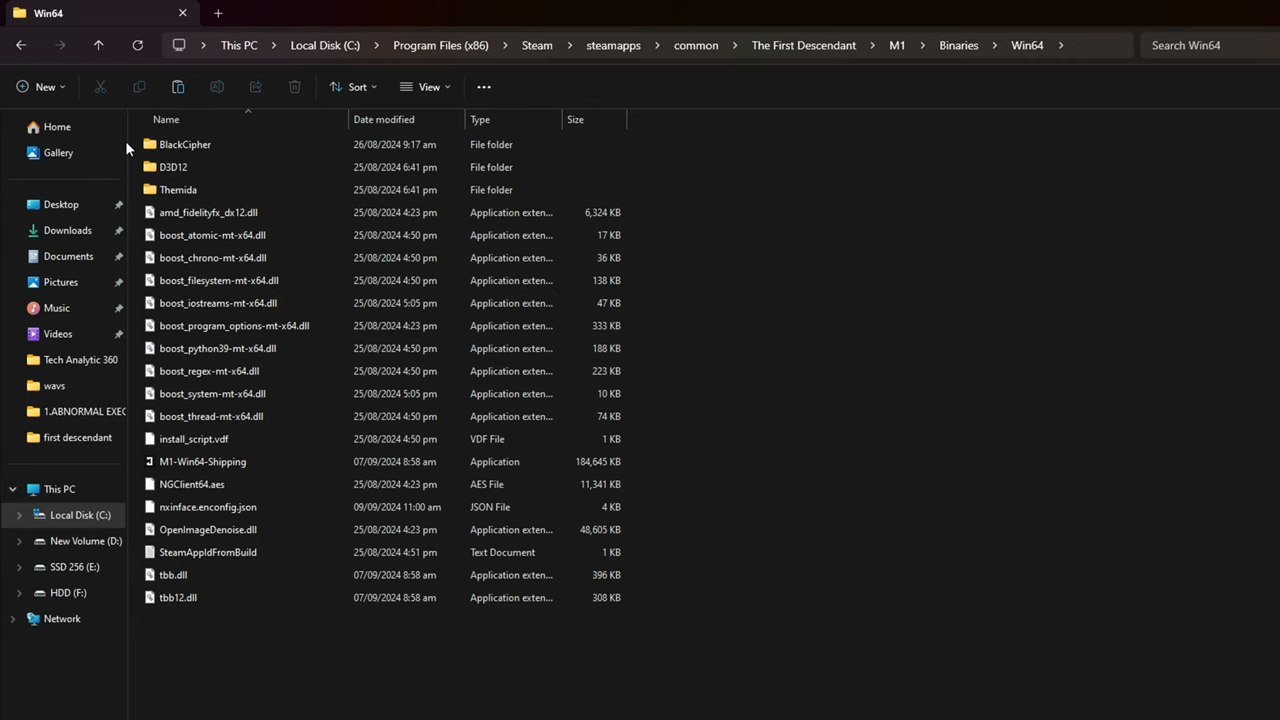 Win64
This PC > Local Disk (C:) > Program Files (x86) > Steam > steamapps > common > The First Descendant > M1 > Binaries > Win64 >
Search Win64
New
Sort
View
Home
Gallery
Desktop
Downloads
Documents
Pictures
Music
Videos
Tech Analytic 360
wavs
1.ABNORMAL EXEC
first descendant
This PC
Local Disk (C:)
New Volume (D:)
SSD 256 (E:)
HDD (F:)
Network
Name Date modified Type Size
BlackCipher 26/08/2024 9:17 am File folder
D3D12 25/08/2024 6:41 pm File folder
Themida 25/08/2024 6:41 pm File folder
amd_fidelityfx_dx12.dll 25/08/2024 4:23 pm Application exten... 6,324 KB
boost_atomic-mt-x64.dll 25/08/2024 4:50 pm Application exten... 17 KB
boost_chrono-mt-x64.dll 25/08/2024 4:50 pm Application exten... 36 KB
boost_filesystem-mt-x64.dll 25/08/2024 4:50 pm Application exten... 138 KB
boost_iostreams-mt-x64.dll 25/08/2024 5:05 pm Application exten... 47 KB
boost_program_options-mt-x64.dll 25/08/2024 4:23 pm Application exten... 333 KB
boost_python39-mt-x64.dll 25/08/2024 4:50 pm Application exten... 188 KB
boost_regex-mt-x64.dll 25/08/2024 4:50 pm Application exten... 223 KB
boost_system-mt-x64.dll 25/08/2024 5:05 pm Application exten... 10 KB
boost_thread-mt-x64.dll 25/08/2024 4:50 pm Application exten... 74 KB
install_script.vdf 25/08/2024 4:50 pm VDF File 1 KB
M1-Win64-Shipping 07/09/2024 8:58 am Application 184,645 KB
NGClient64.aes 25/08/2024 4:23 pm AES File 11,341 KB
nxinface.enconfig.json 09/09/2024 11:00 am JSON File 4 KB
OpenImageDenoise.dll 25/08/2024 4:23 pm Application exten... 48,605 KB
SteamAppIdFromBuild 25/08/2024 4:51 pm Text Document 1 KB
tbb.dll 07/09/2024 8:58 am Application exten... 396 KB
tbb12.dll 07/09/2024 8:58 am Application exten... 308 KB